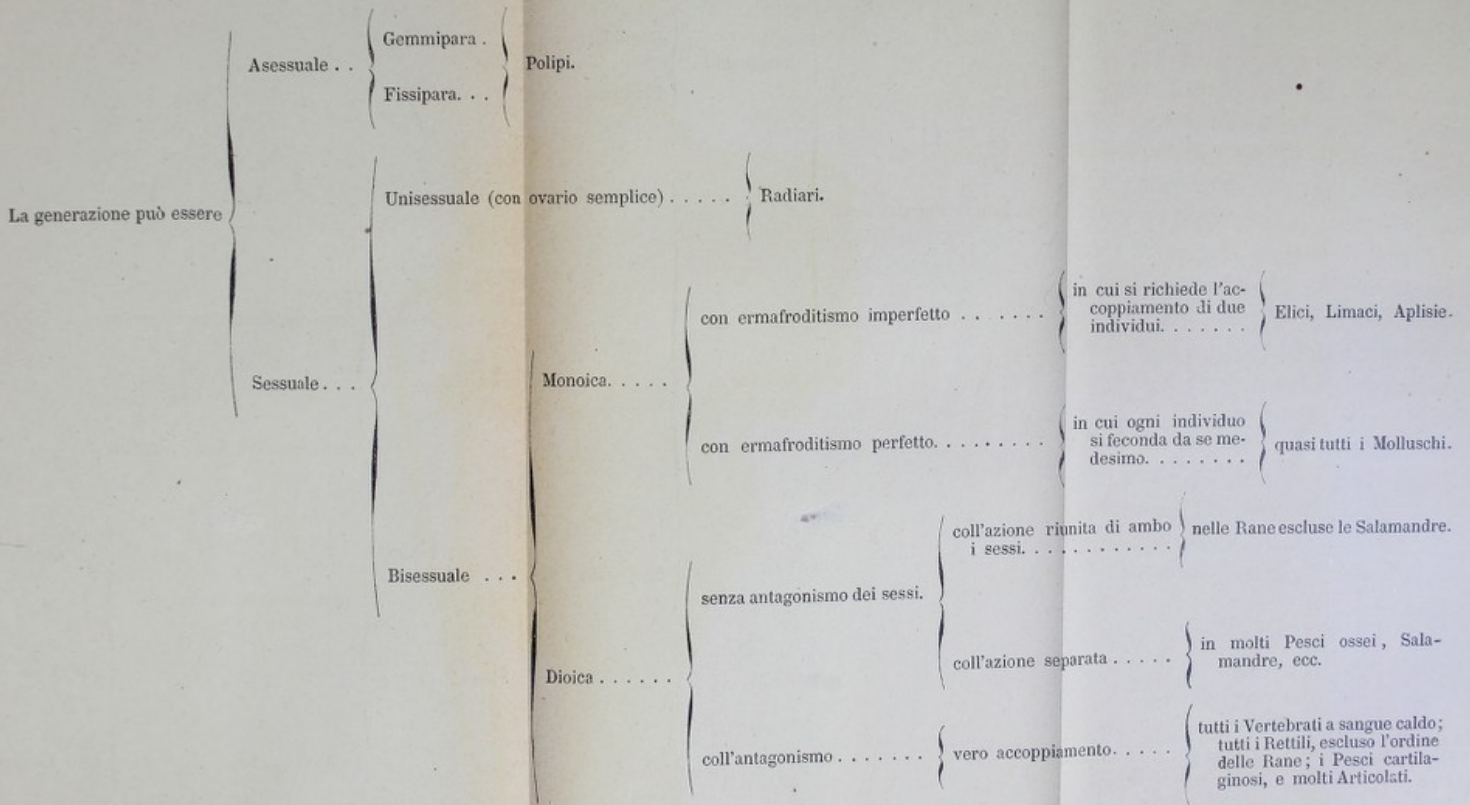 La generazione può essere
Asessuale . .
Gemmipara .
Fissipara. . .
Polipi.
Sessuale . . .
Unisessuale (con ovario semplice) . . . . .
Radiari.
Bisessuale . . .
Monoica. . . . .
con ermafroditismo imperfetto . . . . . . .
in cui si richiede l'ac-
coppiamento di due
individui. . . . . . .
Elici, Limaci, Aplisie.
con ermafroditismo perfetto. . . . . . . . .
in cui ogni individuo
si feconda da se me-
desimo. . . . . . . .
quasi tutti i Molluschi.
Dioica . . . . . .
senza antagonismo dei sessi.
coll'azione riunita di ambo
i sessi. . . . . . . . . . . . .
nelle Rane escluse le Salamandre.
coll'azione separata . . . . .
in molti Pesci ossei, Sala-
mandre, ecc.
coll'antagonismo . . . . . . .
vero accoppiamento. . . . .
tutti i Vertebrati a sangue caldo;
tutti i Rettili, escluso l'ordine
delle Rane; i Pesci cartila-
ginosi, e molti Articolati.